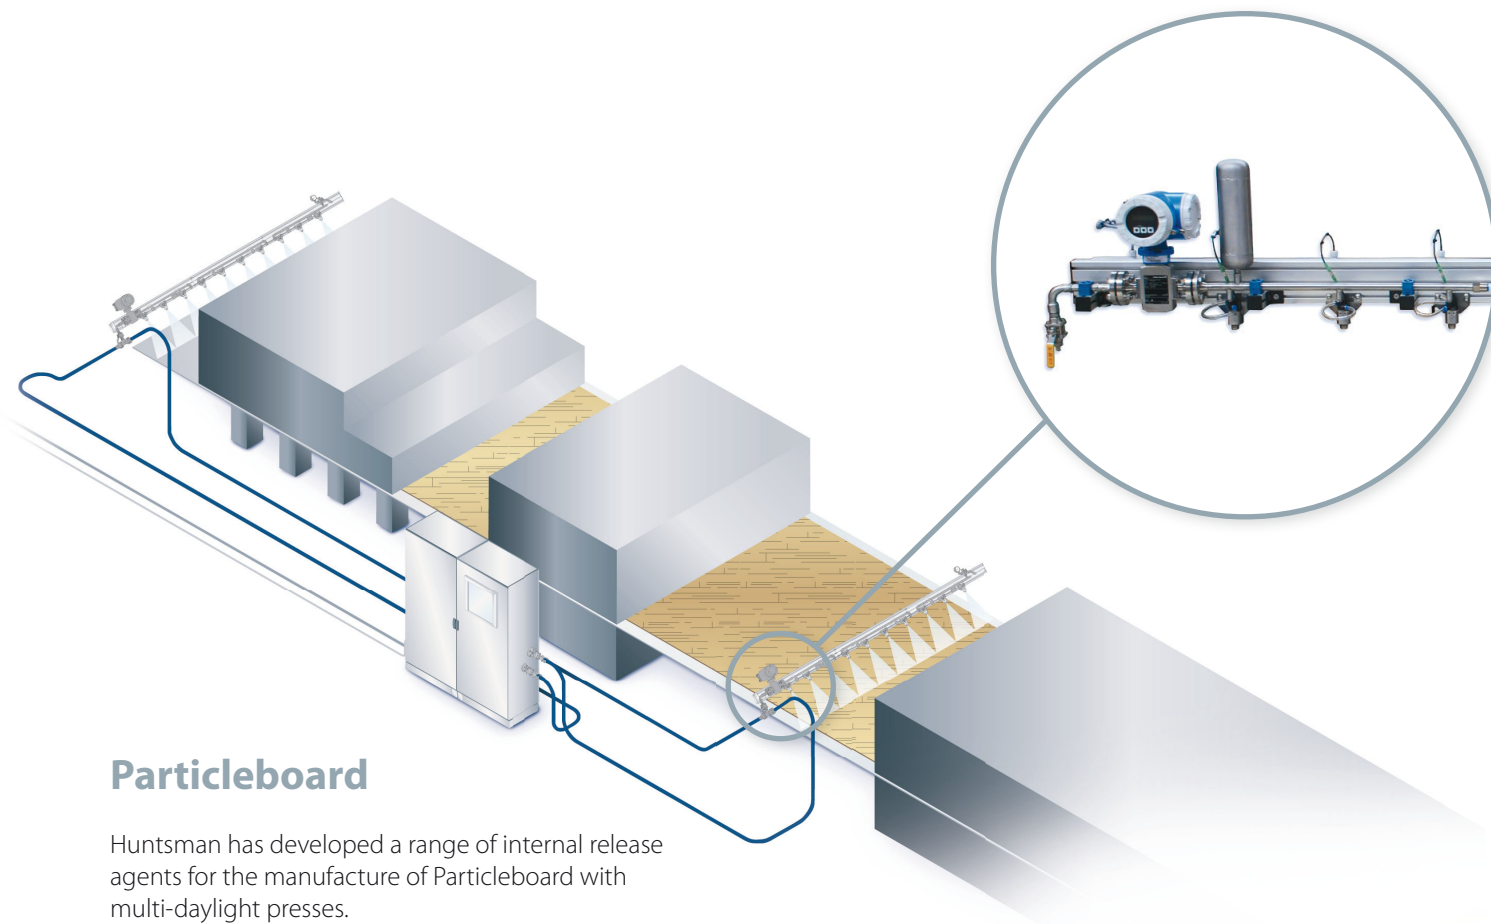 Particleboard
Huntsman has developed a range of internal release
agents for the manufacture of Particleboard with
multi-daylight presses.